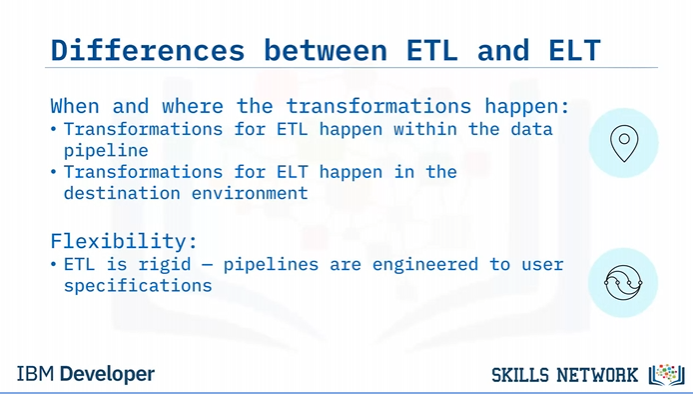 Differences between ETL and ELT
When and where the transformations happen:
• Transformations for ETL happen within the data
pipeline
• Transformations for ELT happen in the
destination environment
Flexibility:
• ETL is rigid – pipelines are engineered to user
specifications
IBM Developer
SKILLS NETWORK